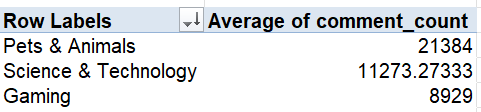 Row Labels Average of comment_count
Pets & Animals 21384
Science & Technology 11273.27333
Gaming 8929